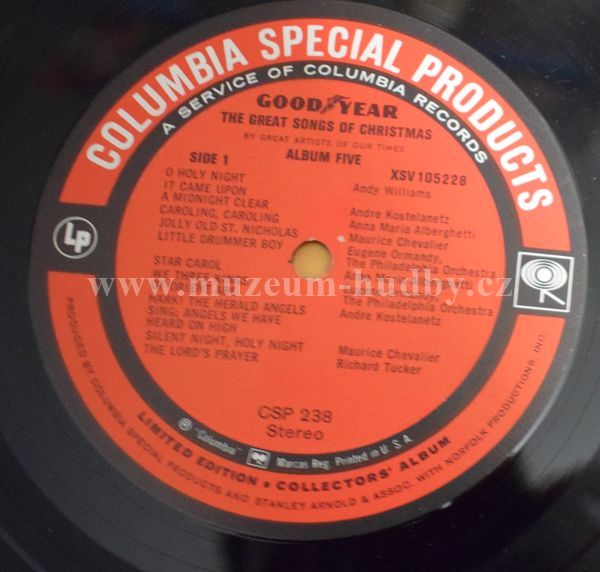 COLUMBIA SPECIAL PRODUCTS
A SERVICE OF COLUMBIA RECORDS
GOODYEAR
THE GREAT SONGS OF CHRISTMAS
BY GREAT ARTISTS OF OUR TIMES
SIDE 1 ALBUM FIVE XSV 105228
O HOLY NIGHT
IT CAME UPON
A MIDNIGHT CLEAR Andy Williams
CAROLING, CAROLING Andre Kostelanetz
JOLLY OLD ST. NICHOLAS Anna Maria Alberghetti
LITTLE DRUMMER BOY Maurice Chevalier
Eugene Ormandy,
The Philadelphia Orchestra
STAR CAROL
WE THREE KINGS
www.muzeum-hudby.cz
The Philadelphia Orchestra
HARK! THE HERALD ANGELS
SING; ANGELS WE HAVE
HEARD ON HIGH Andre Kostelanetz
SILENT NIGHT, HOLY NIGHT Maurice Chevalier
THE LORD'S PRAYER Richard Tucker
LP
CSP 238
Stereo
℗ "Columbia" Marcas Reg. Printed in U.S.A.
LIMITED EDITION • COLLECTORS' ALBUM
PRODUCED BY COLUMBIA SPECIAL PRODUCTS AND STANLEY ARNOLD & ASSOC. WITH NORFOLK PRODUCTIONS, INC.